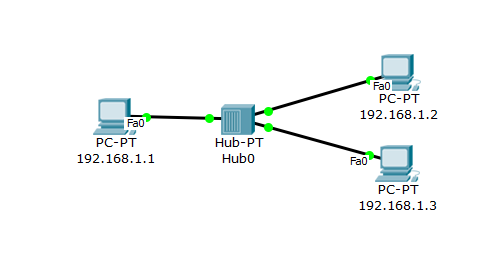 Fa0
PC-PT
192.168.1.1
Hub-PT
Hub0
Fa0
PC-PT
192.168.1.2
Fa0
PC-PT
192.168.1.3